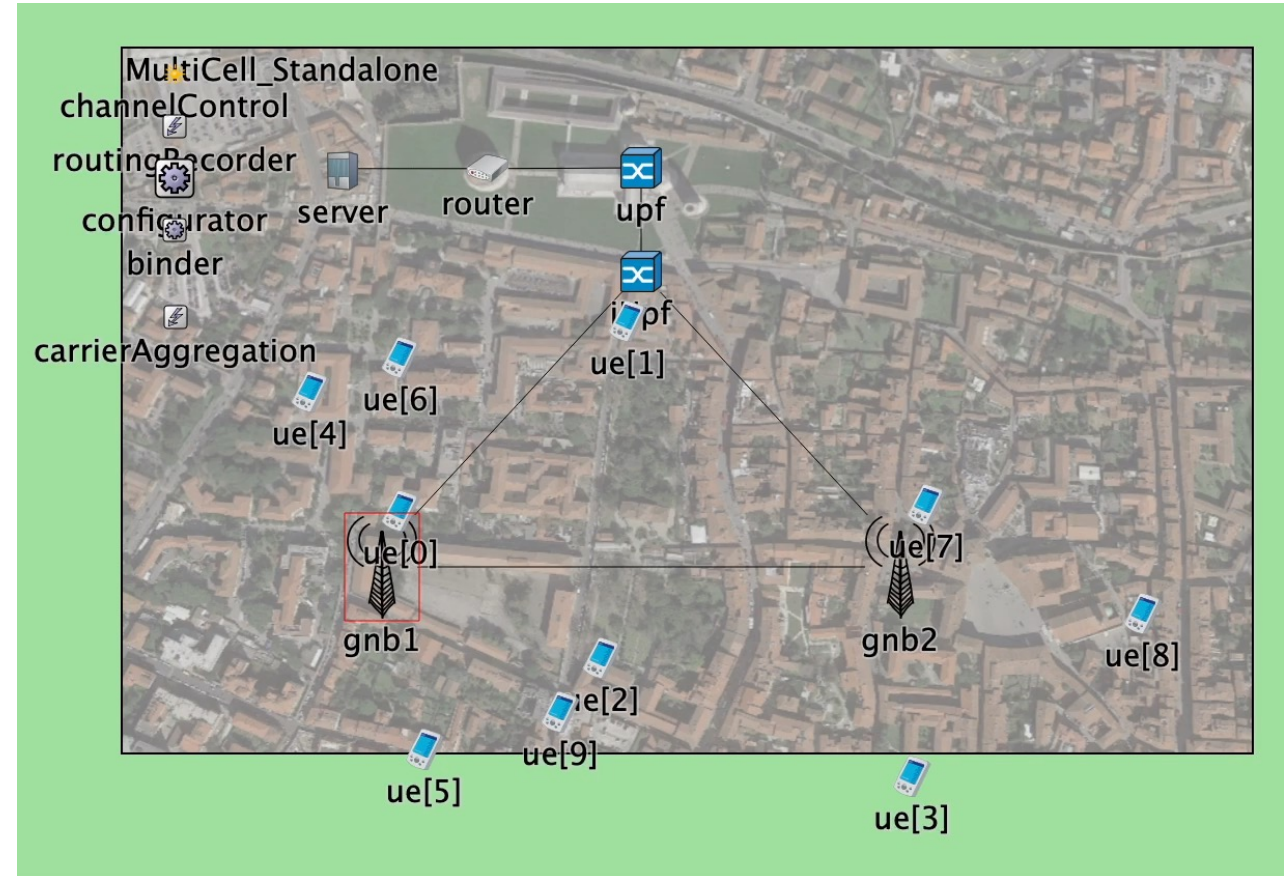 MultiCell_Standalone
channelControl
routingRecorder
configurator
binder
carrierAggregation
server
router
upf
ue[1]
ue[6]
ue[4]
ue[0]
ue[7]
gnb1
gnb2
ue[8]
ue[2]
ue[9]
ue[5]
ue[3]